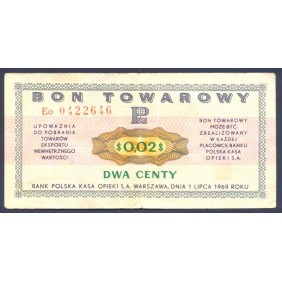 BON TOWAROWY
Eo 0422646
UPOWAŻNIA
DO POBRANIA
TOWARÓW
EKSPORTU
WEWNĘTRZNEGO
WARTOŚCI
P
$0,02$
BON TOWAROWY
MOŻE BYĆ
ZREALIZOWANY
W KAŻDEJ
PLACÓWCE BANKU
POLSKA KASA
OPIEKI S.A.
DWA CENTY
BANK POLSKA KASA OPIEKI S.A. WARSZAWA, DNIA 1 LIPCA 1969 ROKU